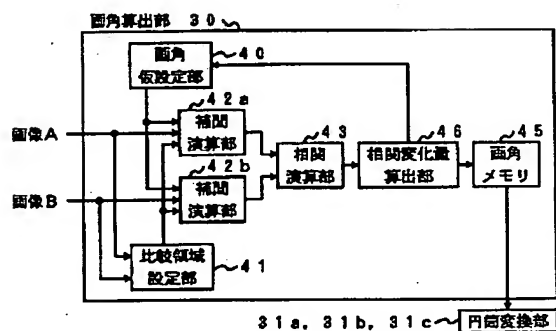 画角算出部 30
画角
仮設定部
40
42a
補間
演算部
画像A
43
相関
演算部
46
相関変化量
算出部
45
画角
メモリ
42b
補間
演算部
画像B
比較領域
設定部
41
31a, 31b, 31c
円筒変換部